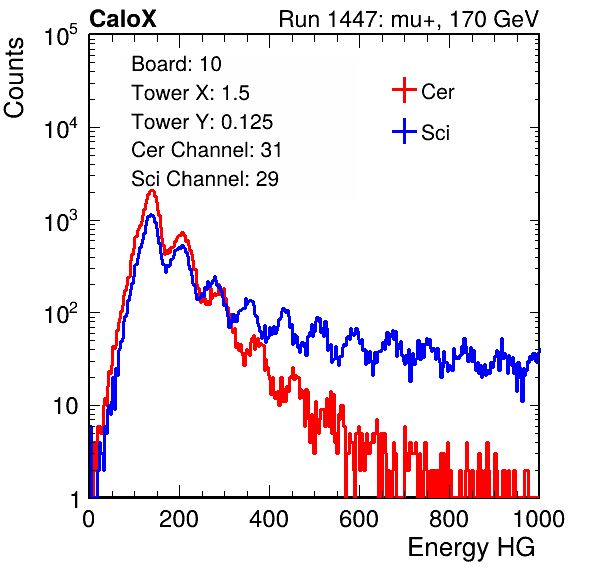 CaloX Run 1447: mu+, 170 GeV
Counts
10^5
10^4
10^3
10^2
10
1
Board: 10
Tower X: 1.5
Tower Y: 0.125
Cer Channel: 31
Sci Channel: 29
Cer
Sci
0 200 400 600 800 1000
Energy HG